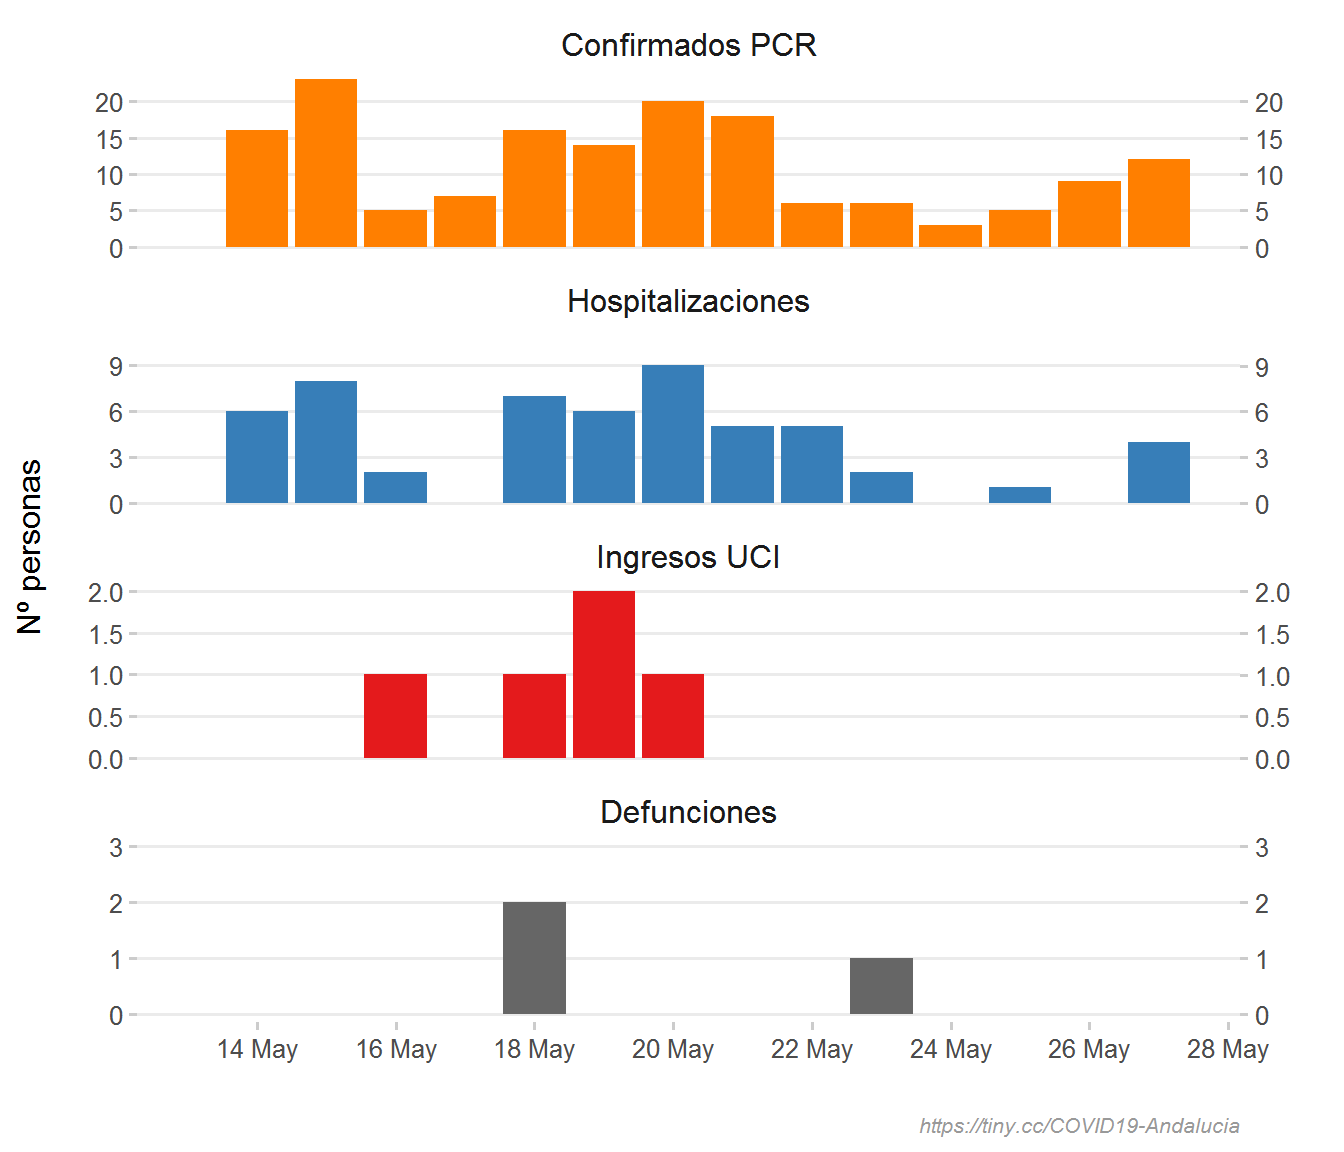 Confirmados PCR
20 20
15 15
10 10
5 5
0 0
Hospitalizaciones
9 9
6 6
3 3
0 0
Nº personas
Ingresos UCI
2.0 2.0
1.5 1.5
1.0 1.0
0.5 0.5
0.0 0.0
Defunciones
3 3
2 2
1 1
0 0
14 May 16 May 18 May 20 May 22 May 24 May 26 May 28 May
https://tiny.cc/COVID19-Andalucia